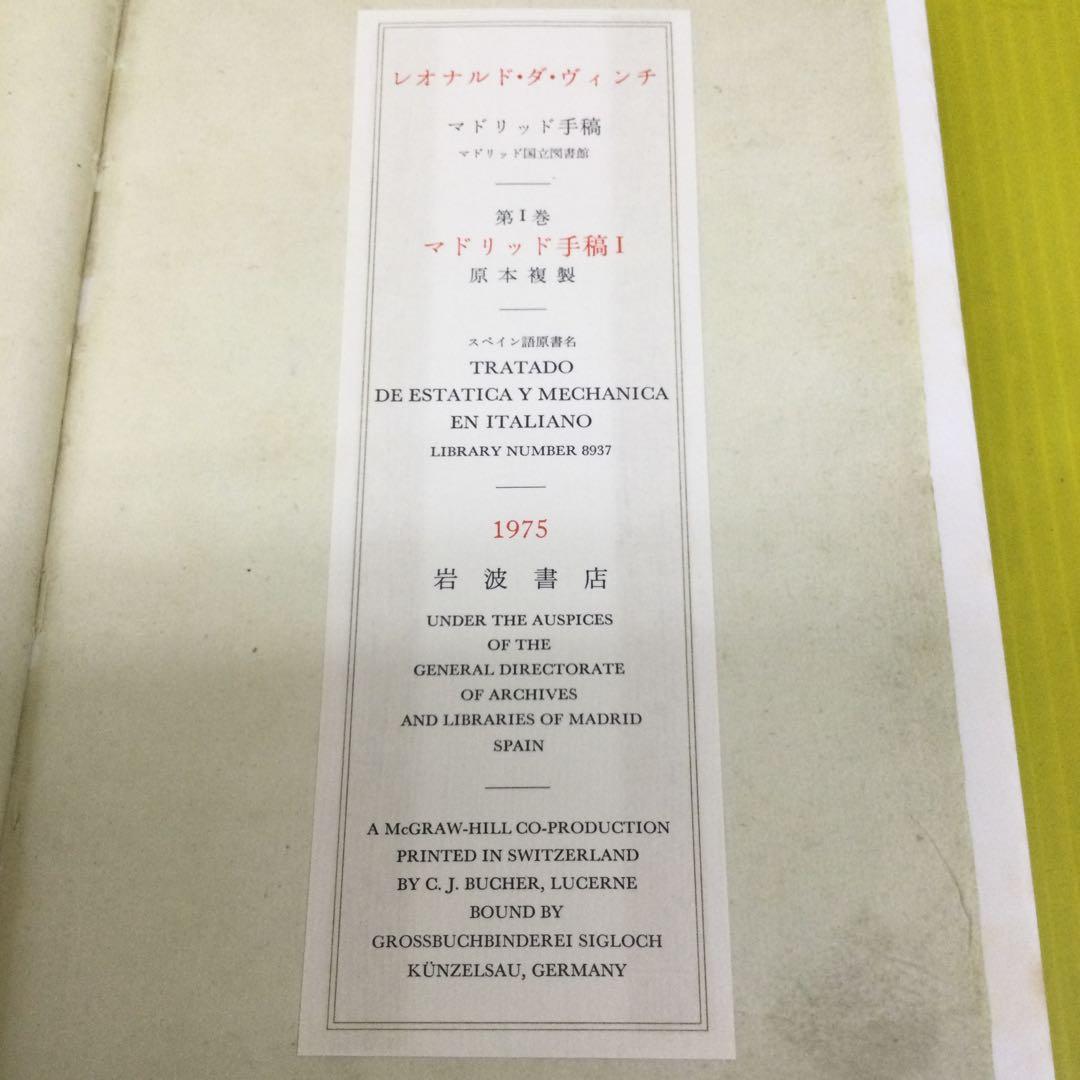 レオナルド・ダ・ヴィンチ
マドリッド手稿
マドリッド国立図書館
第I巻
マドリッド手稿I
原本複製
スペイン語原書名
TRATADO
DE ESTATICA Y MECHANICA
EN ITALIANO
LIBRARY NUMBER 8937
1975
岩波書店
UNDER THE AUSPICES
OF THE
GENERAL DIRECTORATE
OF ARCHIVES
AND LIBRARIES OF MADRID
SPAIN
A McGRAW-HILL CO-PRODUCTION
PRINTED IN SWITZERLAND
BY C. J. BUCHER, LUCERNE
BOUND BY
GROSSBUCHBINDEREI SIGLOCH
KÜNZELSAU, GERMANY